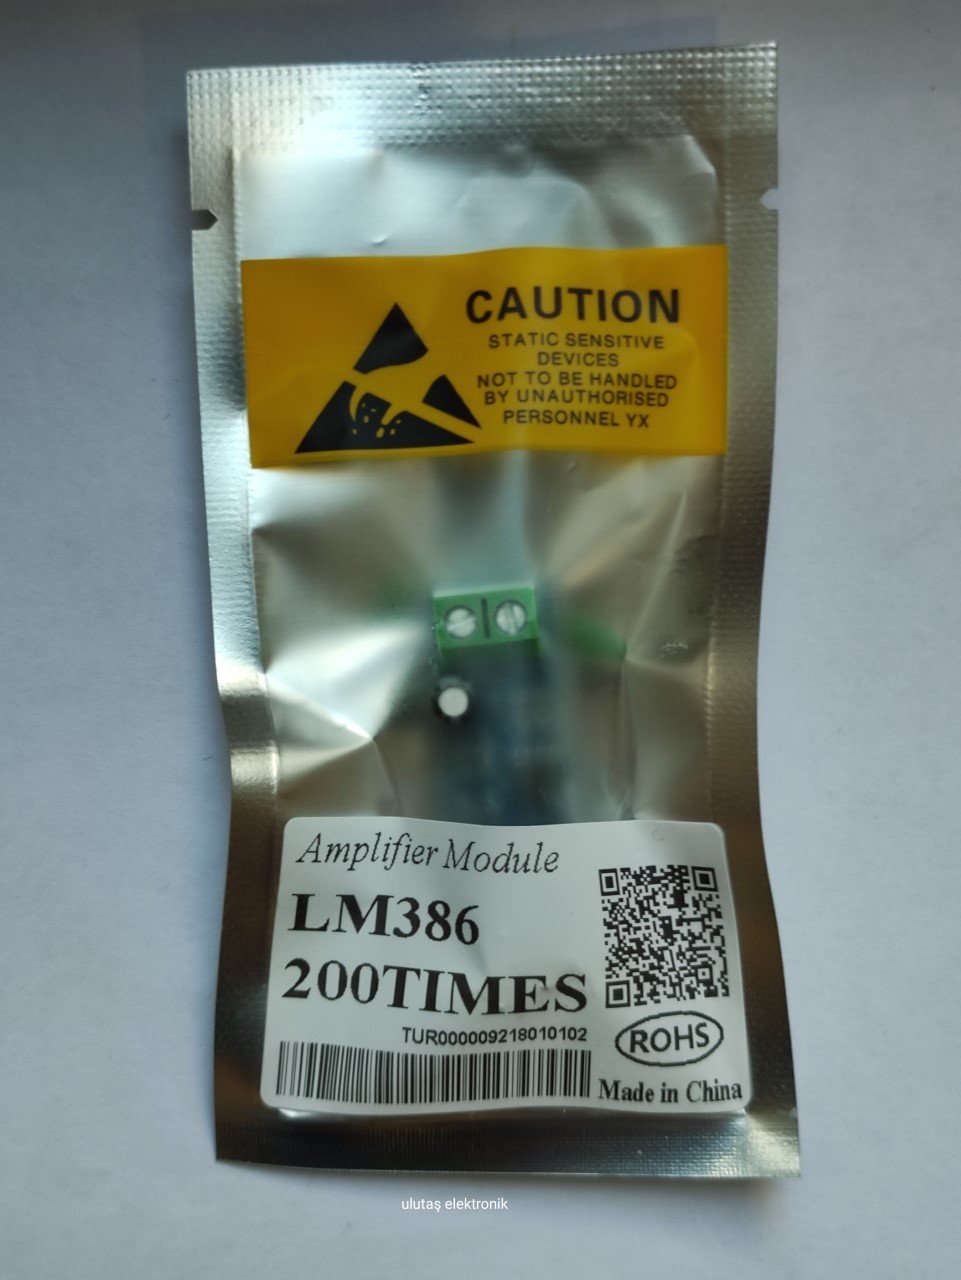 CAUTION
STATIC SENSITIVE
DEVICES
NOT TO BE HANDLED
BY UNAUTHORISED
PERSONNEL YX
Amplifier Module
LM386
200TIMES
TUR000009218010102
ROHS
Made in China
ulutaş elektronik